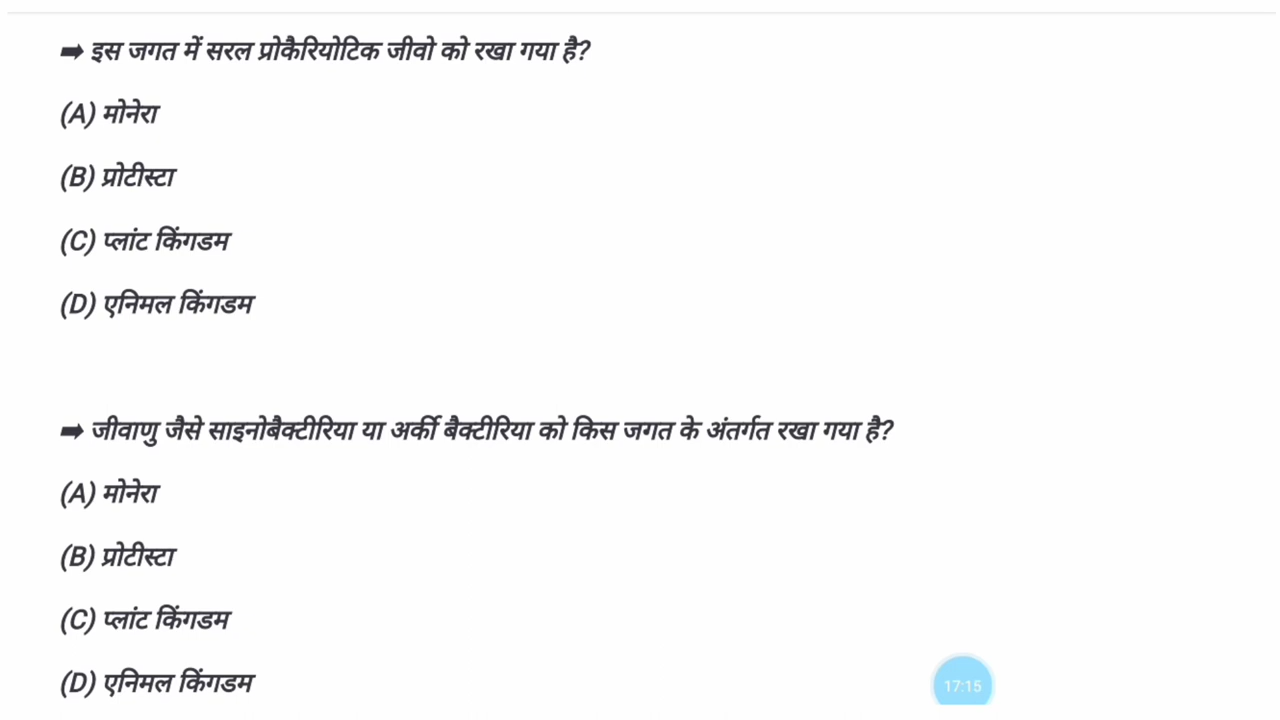 ➡ इस जगत में सरल प्रोकैरियोटिक जीवो को रखा गया है?
(A) मोनेरा
(B) प्रोटीस्टा
(C) प्लांट किंगडम
(D) एनिमल किंगडम
➡ जीवाणु जैसे साइनोबैक्टीरिया या अर्की बैक्टीरिया को किस जगत के अंतर्गत रखा गया है?
(A) मोनेरा
(B) प्रोटीस्टा
(C) प्लांट किंगडम
(D) एनिमल किंगडम
17:15